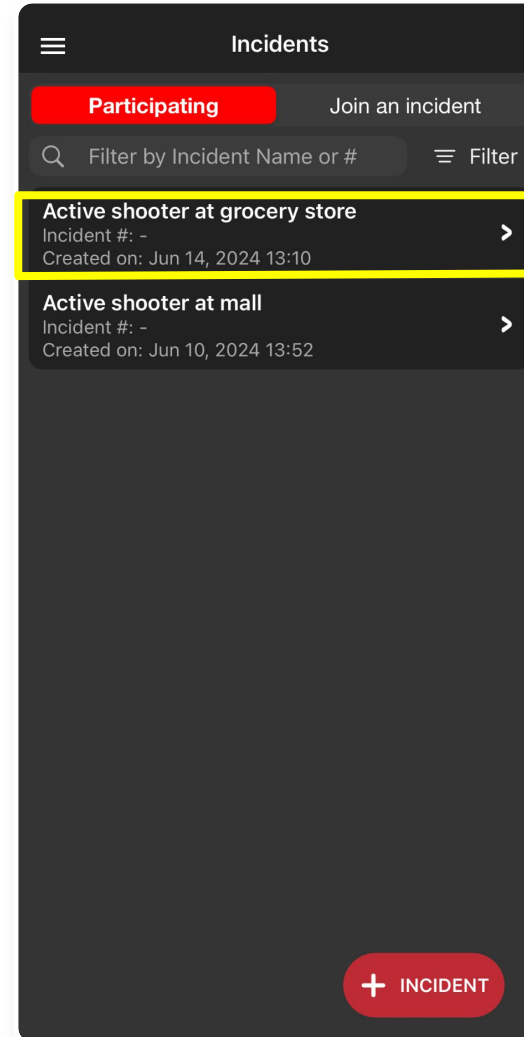 Incidents
Participating
Join an incident
Filter by Incident Name or #
Filter
Active shooter at grocery store
Incident #: -
Created on: Jun 14, 2024 13:10
Active shooter at mall
Incident #: -
Created on: Jun 10, 2024 13:52
+ INCIDENT